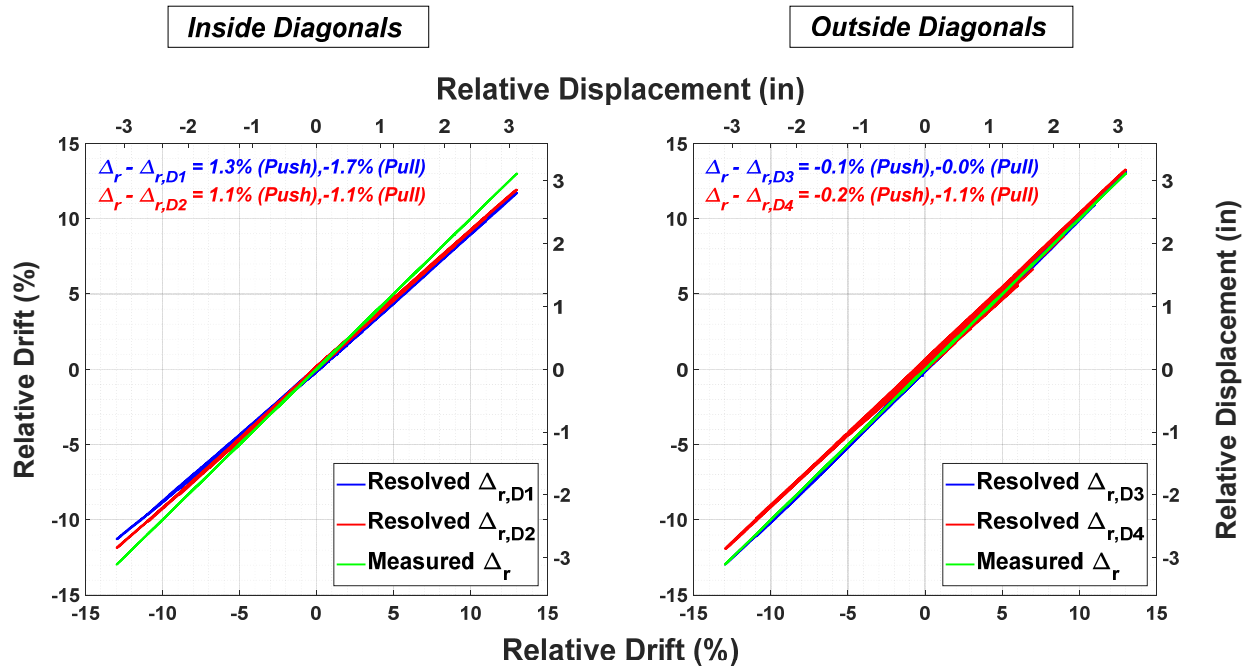 Inside Diagonals
Outside Diagonals
Relative Displacement (in)
-3 -2 -1 0 1 2 3
-3 -2 -1 0 1 2 3
Δr - Δr,D1 = 1.3% (Push),-1.7% (Pull)
Δr - Δr,D2 = 1.1% (Push),-1.1% (Pull)
Δr - Δr,D3 = -0.1% (Push),-0.0% (Pull)
Δr - Δr,D4 = -0.2% (Push),-1.1% (Pull)
Relative Drift (%)
15
10
5
0
-5
-10
-15
3
2
1
0
-1
-2
-3
15
10
5
0
-5
-10
-15
3
2
1
0
-1
-2
-3
Relative Displacement (in)
Resolved Δr,D1
Resolved Δr,D2
Measured Δr
Resolved Δr,D3
Resolved Δr,D4
Measured Δr
-15 -10 -5 0 5 10 15
-15 -10 -5 0 5 10 15
Relative Drift (%)